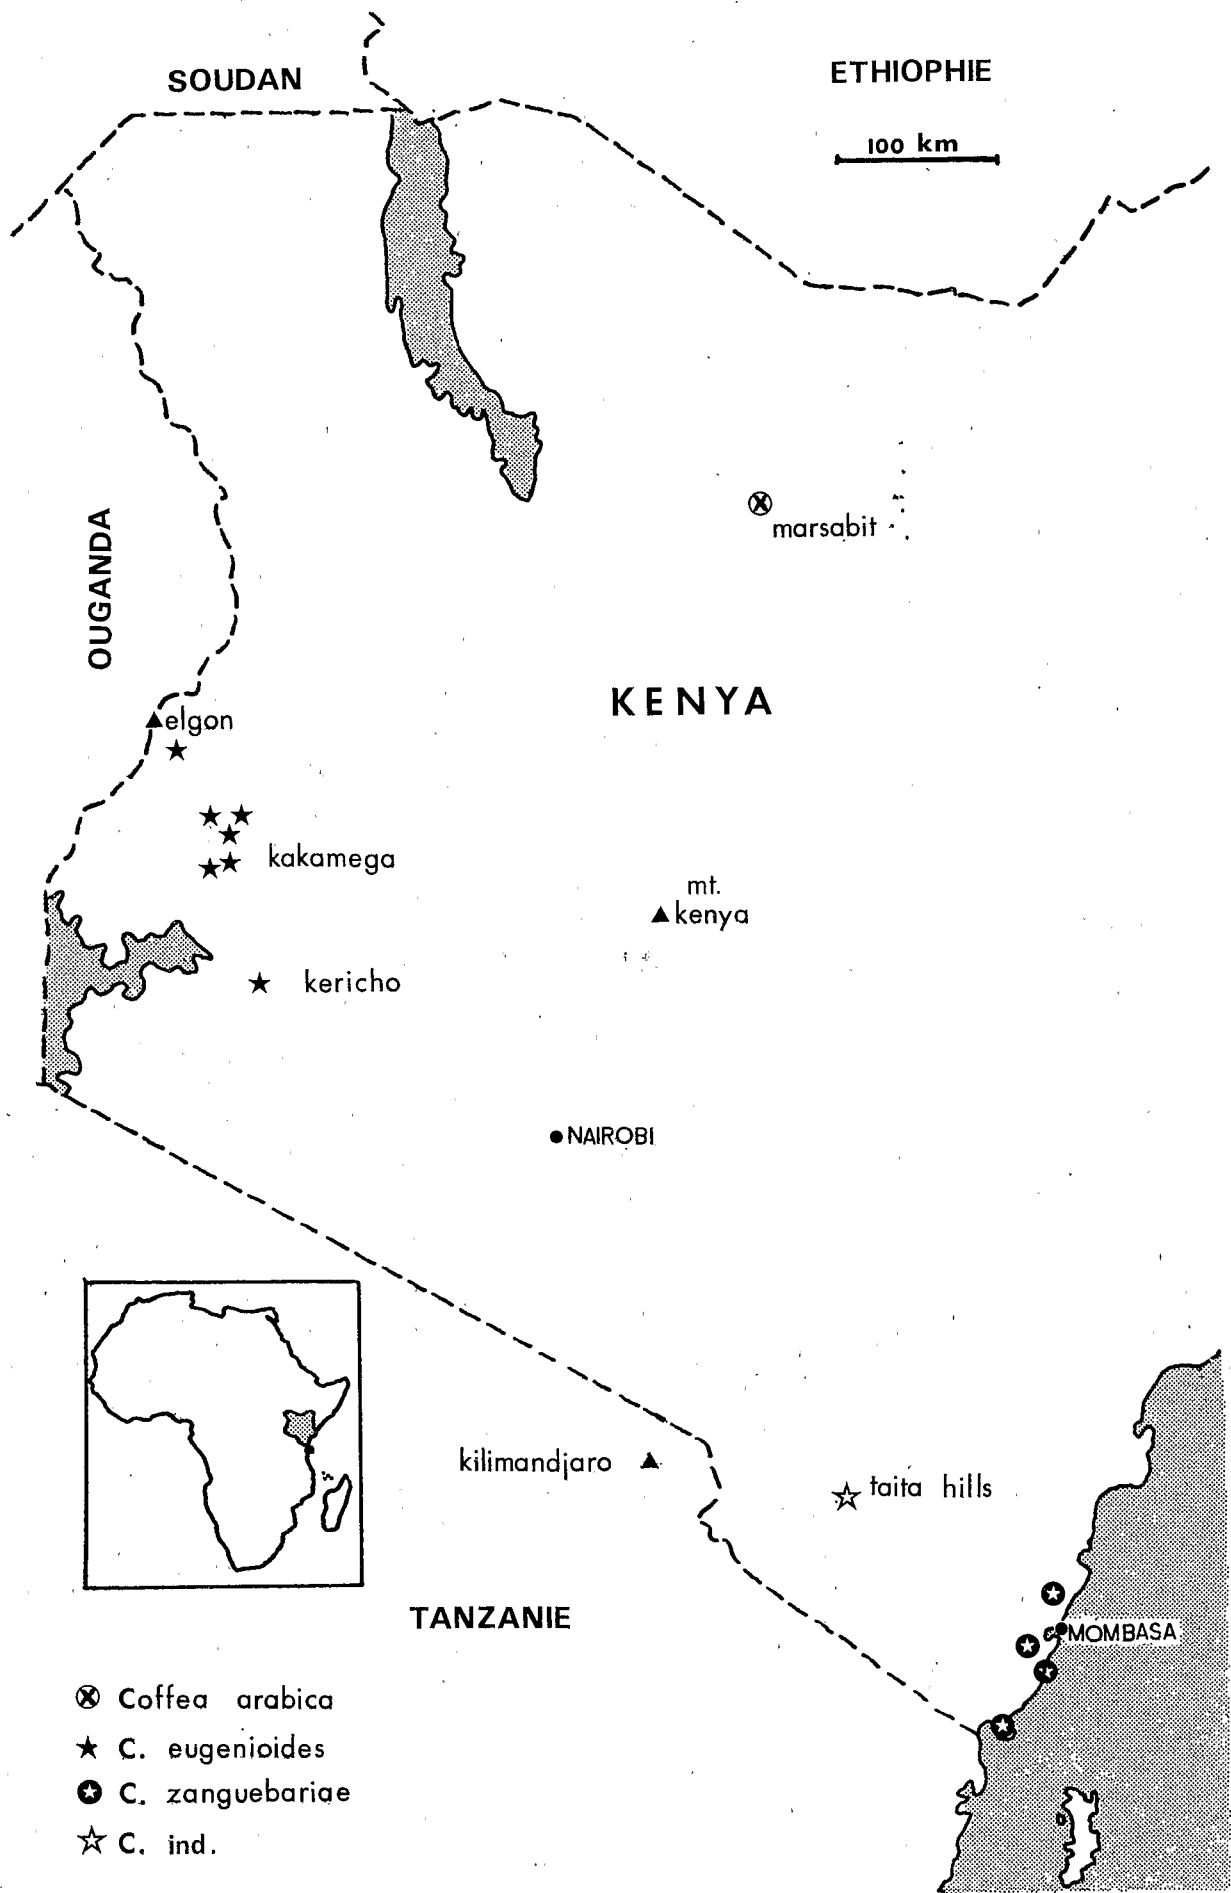 SOUDAN
ETHIOPHIE
100 km
OUGANDA
marsabit
KENYA
elgon
kakamega
mt.
kenya
kericho
NAIROBI
kilimandjaro
taita hills
MOMBASA
TANZANIE
Coffea arabica
C. eugenioides
C. zanguebariae
C. ind.